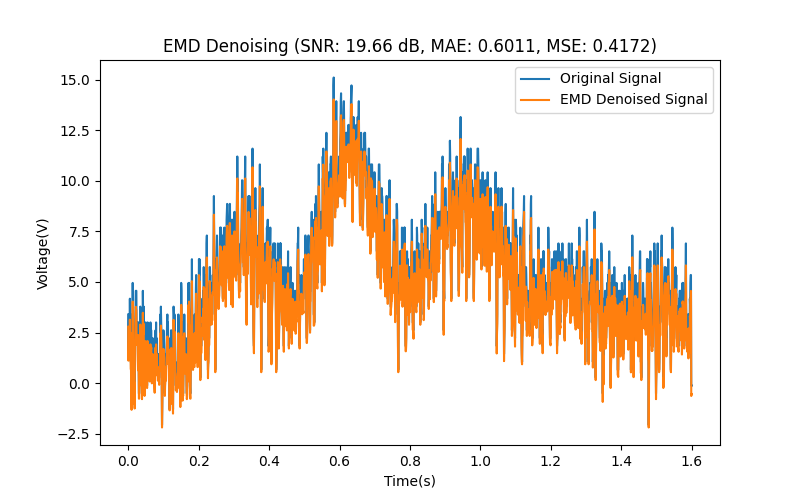 EMD Denoising (SNR: 19.66 dB, MAE: 0.6011, MSE: 0.4172)
Original Signal
EMD Denoised Signal
Voltage(V)
15.0
12.5
10.0
7.5
5.0
2.5
0.0
−2.5
0.0 0.2 0.4 0.6 0.8 1.0 1.2 1.4 1.6
Time(s)